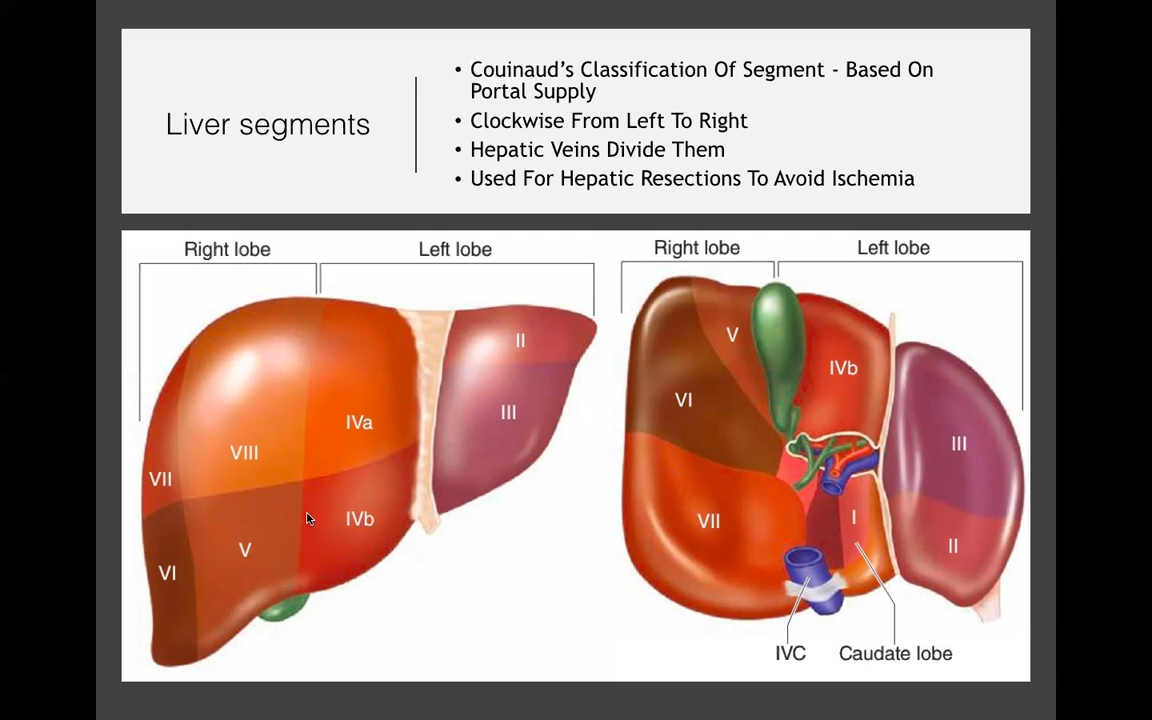 Liver segments
• Couinaud’s Classification Of Segment - Based On
Portal Supply
• Clockwise From Left To Right
• Hepatic Veins Divide Them
• Used For Hepatic Resections To Avoid Ischemia
Right lobe
Left lobe
II
III
IVa
VIII
VII
IVb
V
VI
Right lobe
Left lobe
V
IVb
VI
III
VII
I
II
IVC
Caudate lobe